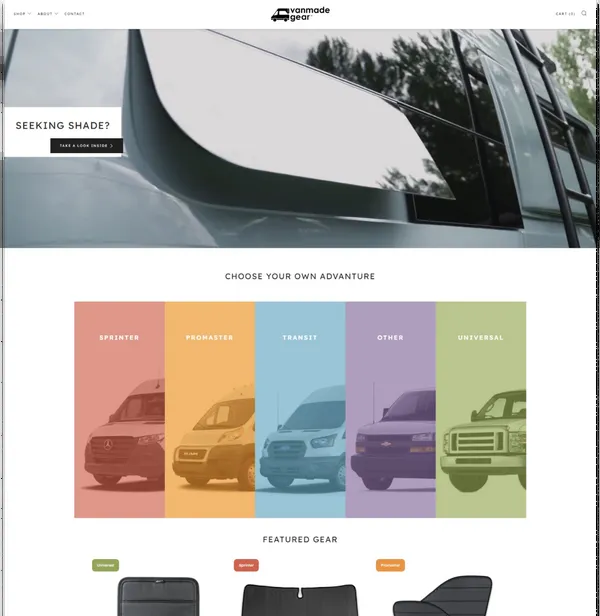 SHOP
ABOUT
CONTACT
vanmade
gear
CART (0)
SEEKING SHADE?
TAKE A LOOK INSIDE
CHOOSE YOUR OWN ADVANTURE
SPRINTER
PROMASTER
TRANSIT
OTHER
UNIVERSAL
FEATURED GEAR
Universal
Sprinter
Promaster